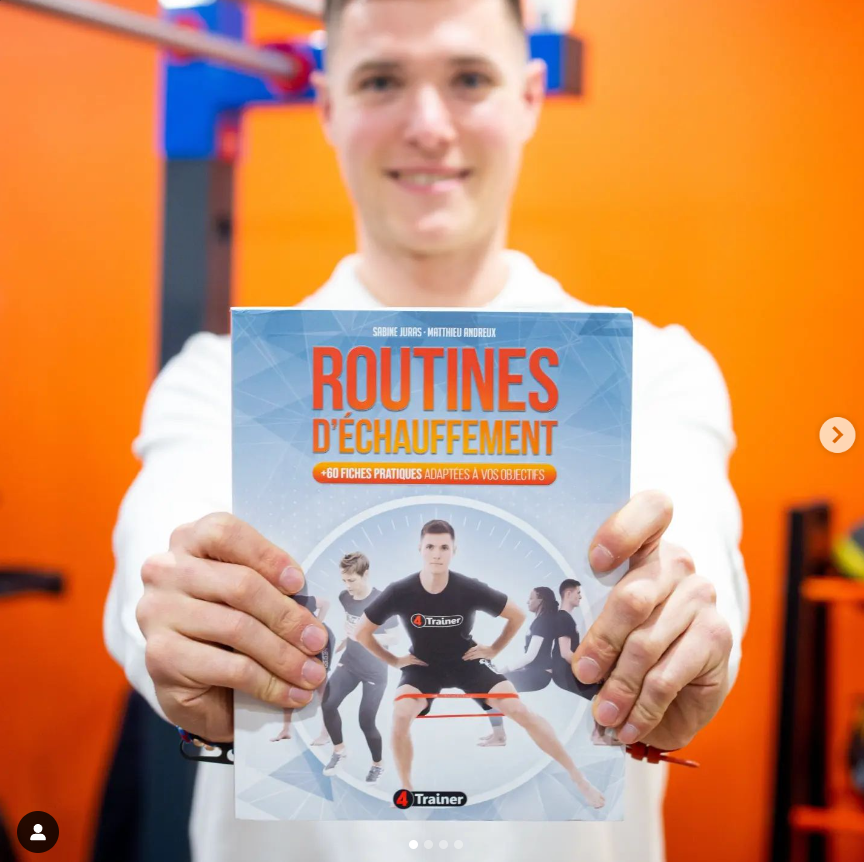 SABINE JURAS - MATTHIEU ANDREUX
ROUTINES
D'ÉCHAUFFEMENT
+60 FICHES PRATIQUES ADAPTÉES À VOS OBJECTIFS
4Trainer
4Trainer